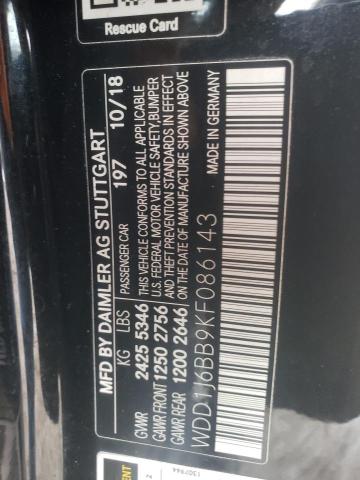 Rescue Card
MFD BY DAIMLER AG STUTTGART
197 10/18
KG LBS PASSENGER CAR
GVWR 2425 5346 THIS VEHICLE CONFORMS TO ALL APPLICABLE
GAWR FRONT 1250 2756 U.S. FEDERAL MOTOR VEHICLE SAFETY, BUMPER
GAWR REAR 1200 2646 AND THEFT PREVENTION STANDARDS IN EFFECT
ON THE DATE OF MANUFACTURE SHOWN ABOVE
WDD1J6BB9KF086143
MADE IN GERMANY